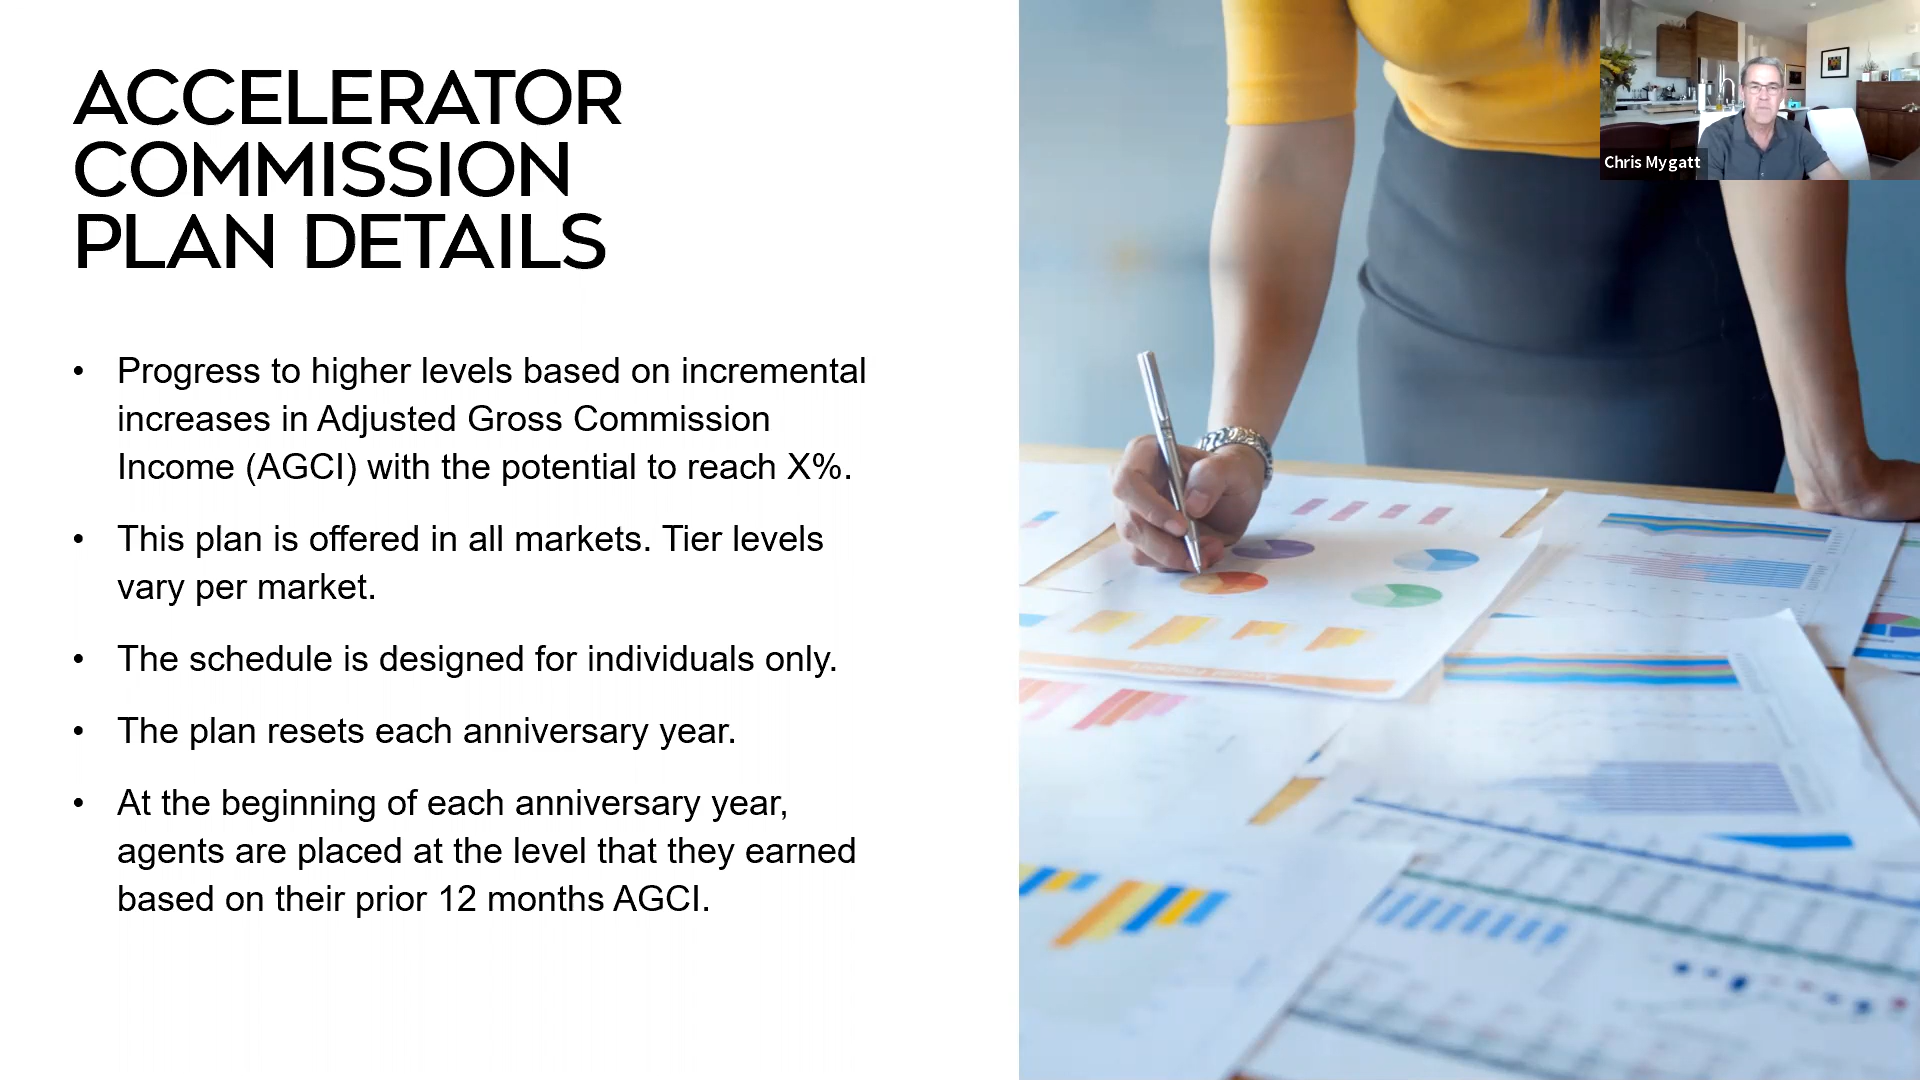 ACCELERATOR
COMMISSION
PLAN DETAILS
• Progress to higher levels based on incremental
increases in Adjusted Gross Commission
Income (AGCI) with the potential to reach X%.
• This plan is offered in all markets. Tier levels
vary per market.
• The schedule is designed for individuals only.
• The plan resets each anniversary year.
• At the beginning of each anniversary year,
agents are placed at the level that they earned
based on their prior 12 months AGCI.
Chris Mygatt